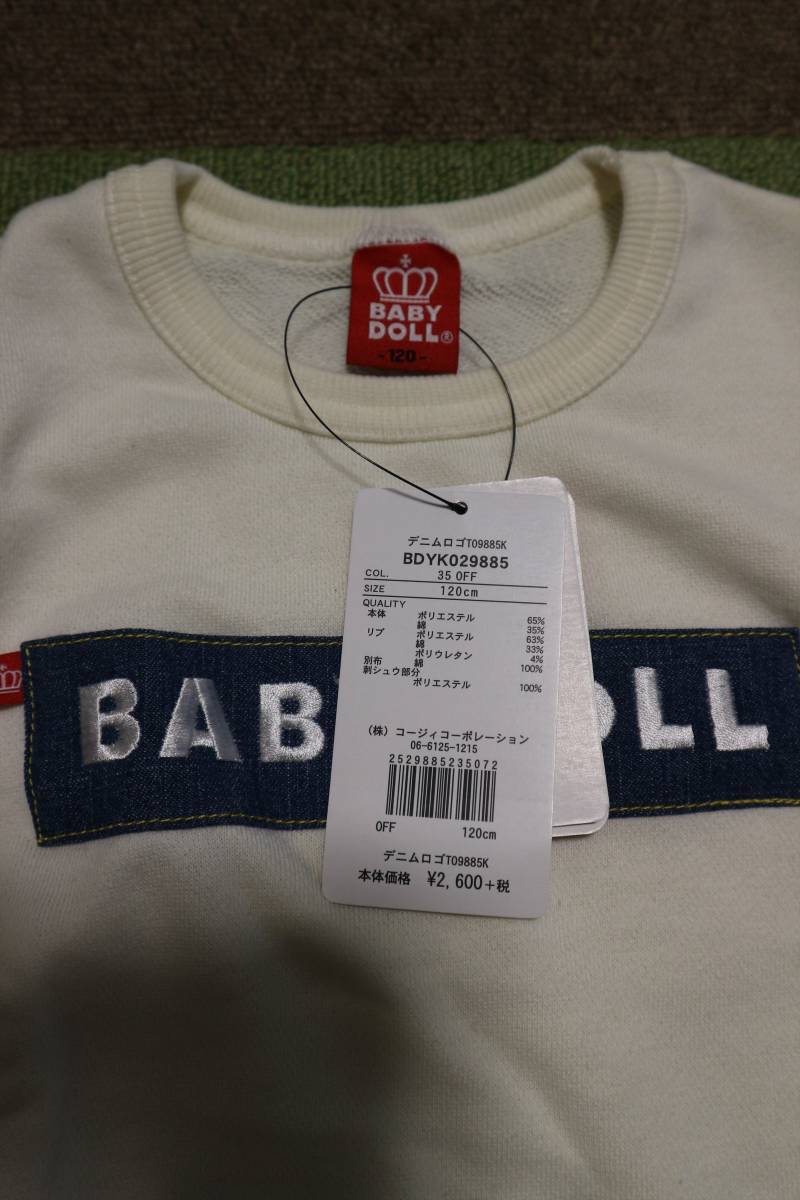 BABY
DOLL®
-120-
デニムロゴT09885K
BDYK029885
COL. 35 OFF
SIZE 120cm
QUALITY
本体 ポリエステル 65%
綿 35%
リブ ポリエステル 63%
綿 33%
ポリウレタン 4%
別布 綿 100%
刺シュウ部分
ポリエステル 100%
(株) コージィコーポレーション
06-6125-1215
2529885235072
OFF 120cm
デニムロゴT09885K
本体価格 ¥2,600+税
BAB OLL